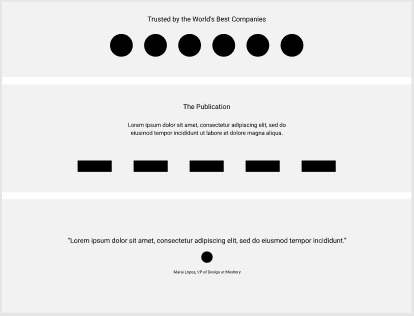 Trusted by the World's Best Companies
The Publication
Lorem ipsum dolor sit amet, consectetur adipiscing elit, sed do
eiusmod tempor incididunt ut labore et dolore magna aliqua.
"Lorem ipsum dolor sit amet, consectetur adipiscing elit, sed do eiusmod tempor incididunt."
Maria Lopez, VP of Design at